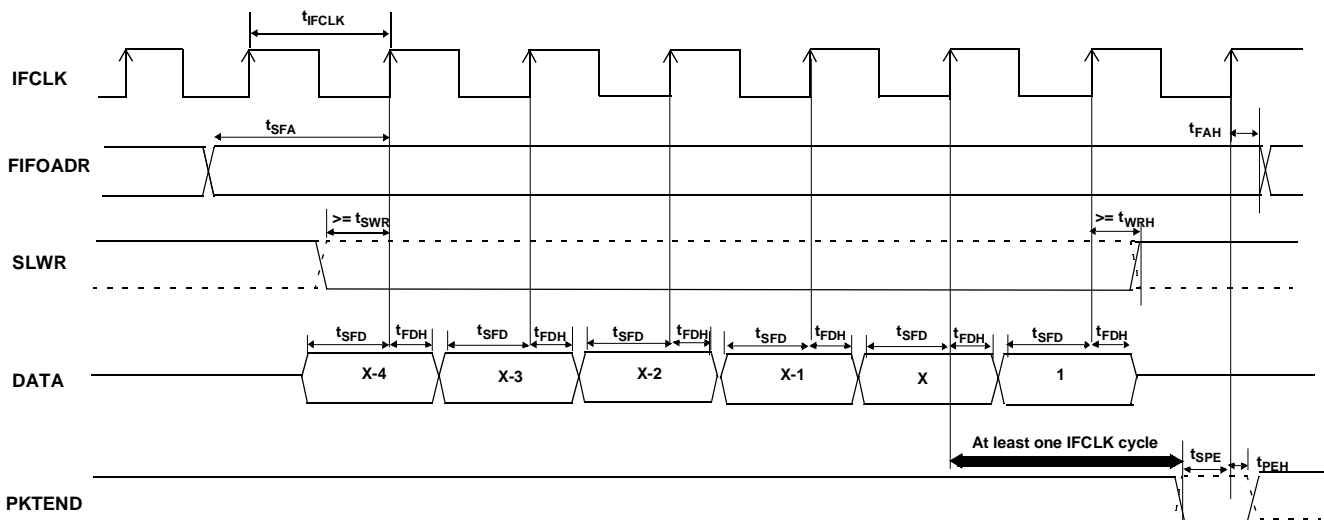 tIFCLK
IFCLK
tSFA
tFAH
FIFOADR
>= tSWR
>= tWRH
SLWR
tSFD tFDH tSFD tFDH tSFD tFDH tSFD tFDH tSFD tFDH tSFD tFDH
DATA
X-4 X-3 X-2 X-1 X 1
At least one IFCLK cycle
tSPE
tPEH
PKTEND